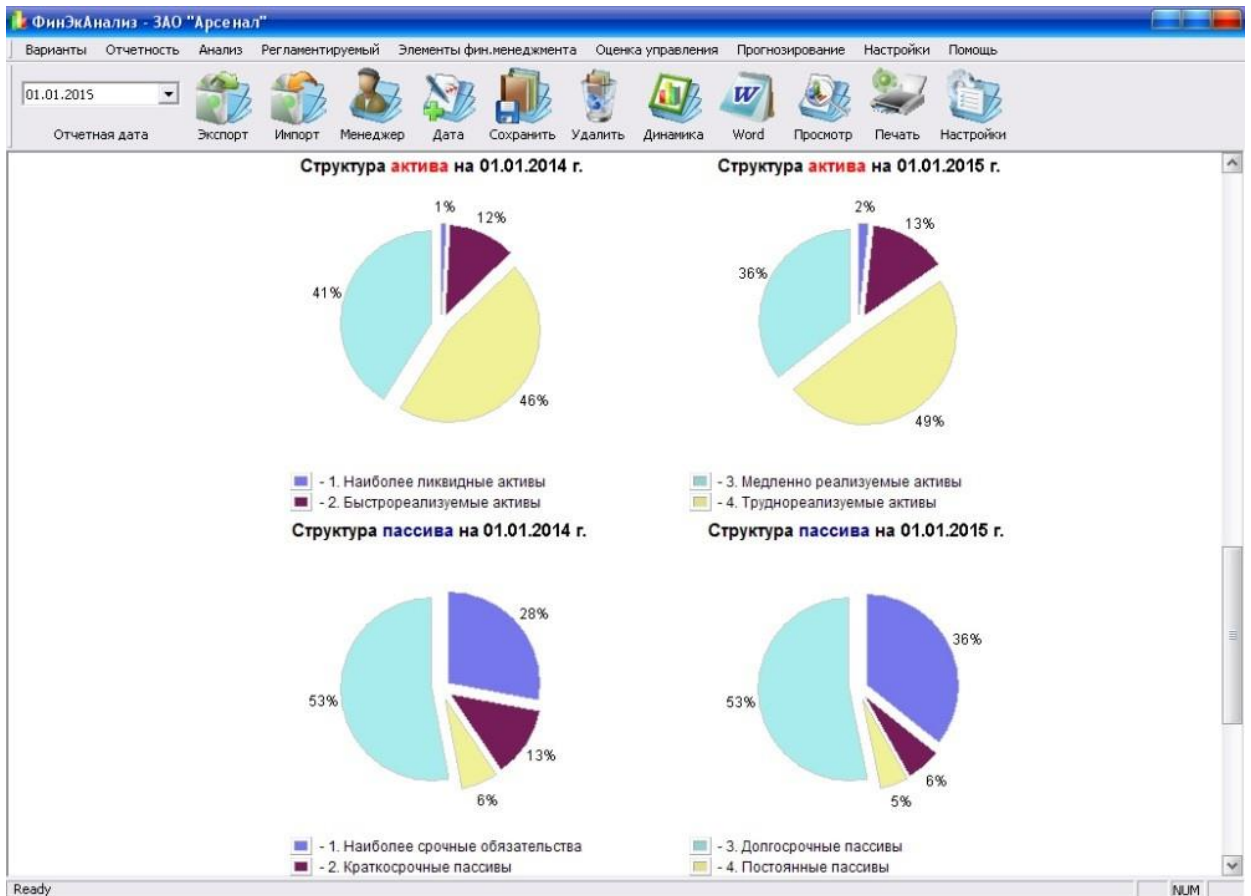 ФинЭкАнализ - ЗАО "Арсенал"
Варианты Отчетность Анализ Регламентируемый Элементы фин.менеджмента Оценка управления Прогнозирование Настройки Помощь
01.01.2015
Отчетная дата Экспорт Импорт Менеджер Дата Сохранить Удалить Динамика Word Просмотр Печать Настройки
Структура актива на 01.01.2014 г.
1%
12%
41%
46%
Структура актива на 01.01.2015 г.
2%
13%
36%
49%
- 1. Наиболее ликвидные активы
- 2. Быстрореализуемые активы
- 3. Медленно реализуемые активы
- 4. Труднореализуемые активы
Структура пассива на 01.01.2014 г.
28%
53%
13%
6%
Структура пассива на 01.01.2015 г.
36%
53%
6%
5%
- 1. Наиболее срочные обязательства
- 2. Краткосрочные пассивы
- 3. Долгосрочные пассивы
- 4. Постоянные пассивы
Ready NUM